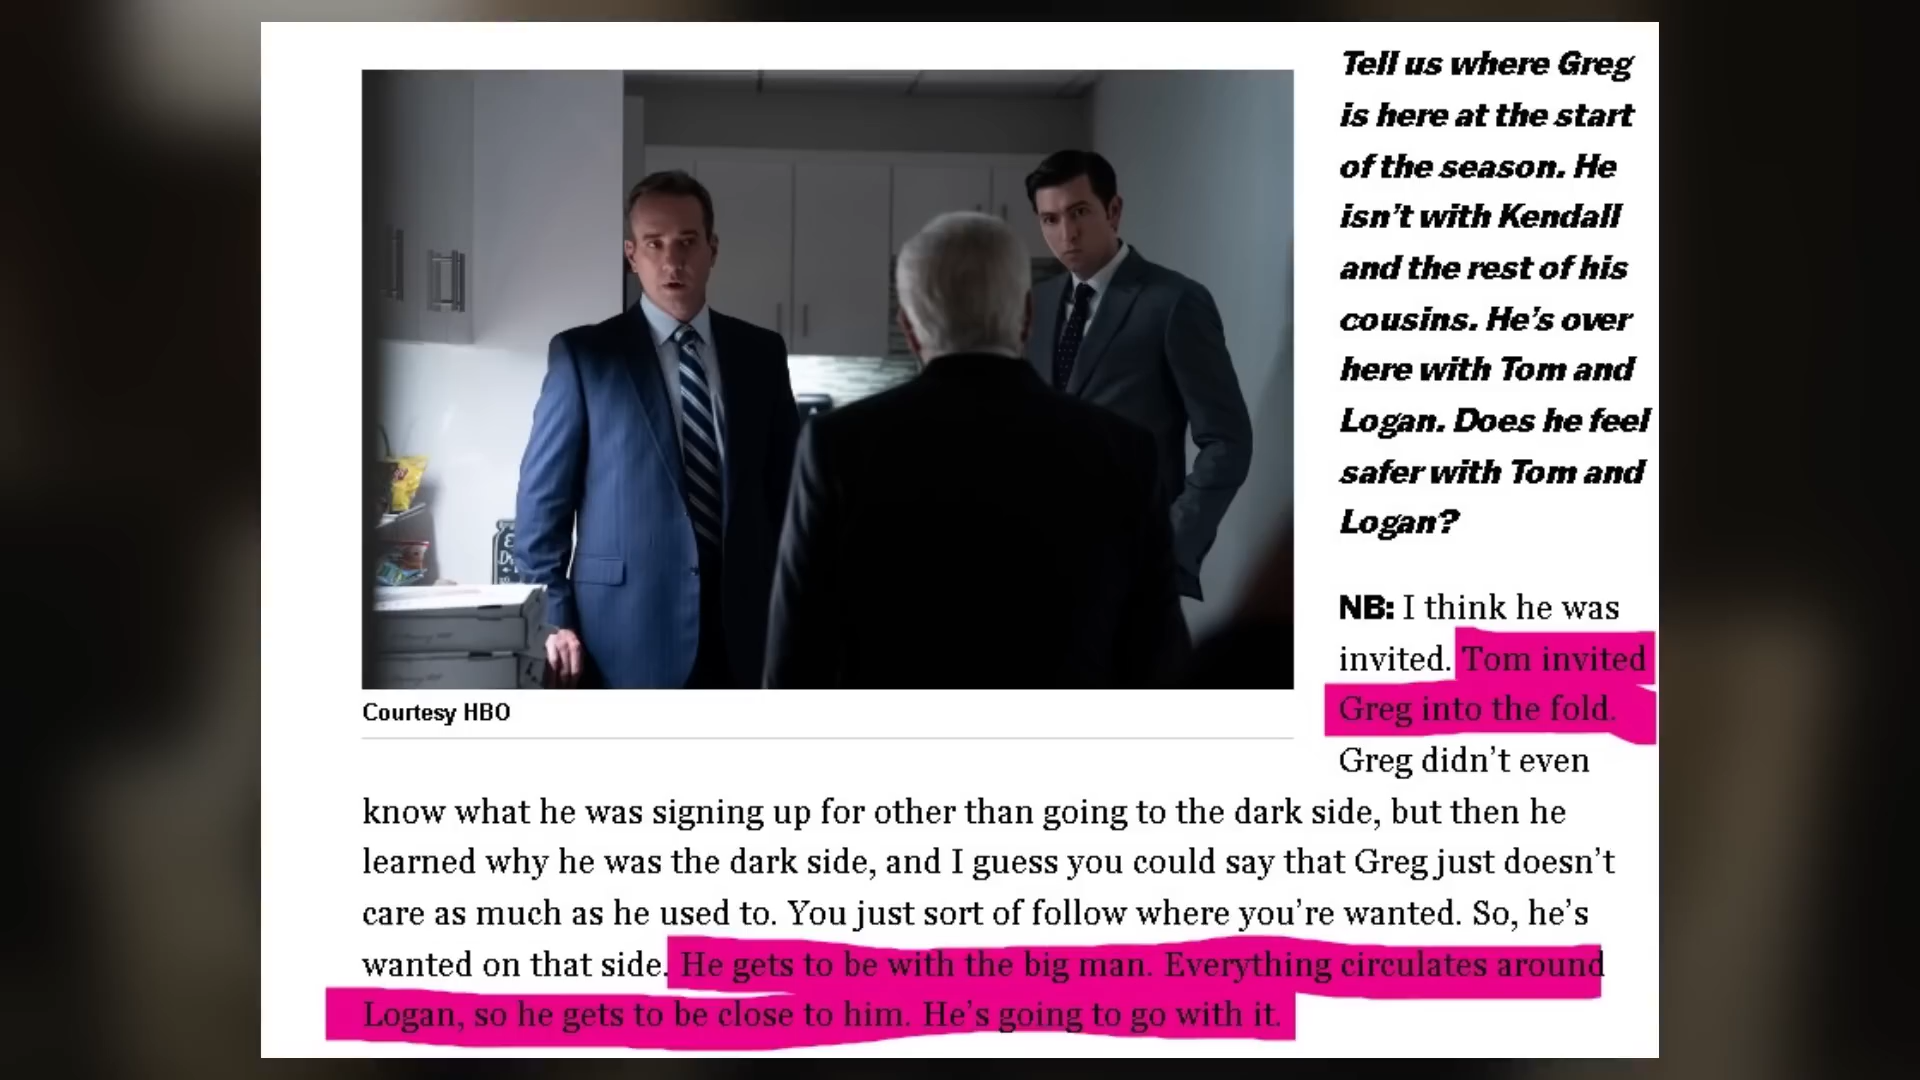 Tell us where Greg
is here at the start
of the season. He
isn't with Kendall
and the rest of his
cousins. He's over
here with Tom and
Logan. Does he feel
safer with Tom and
Logan?
NB: I think he was
invited. Tom invited
Greg into the fold.
Greg didn't even
Courtesy HBO
know what he was signing up for other than going to the dark side, but then he
learned why he was the dark side, and I guess you could say that Greg just doesn't
care as much as he used to. You just sort of follow where you're wanted. So, he's
wanted on that side. He gets to be with the big man. Everything circulates around
Logan, so he gets to be close to him. He's going to go with it.